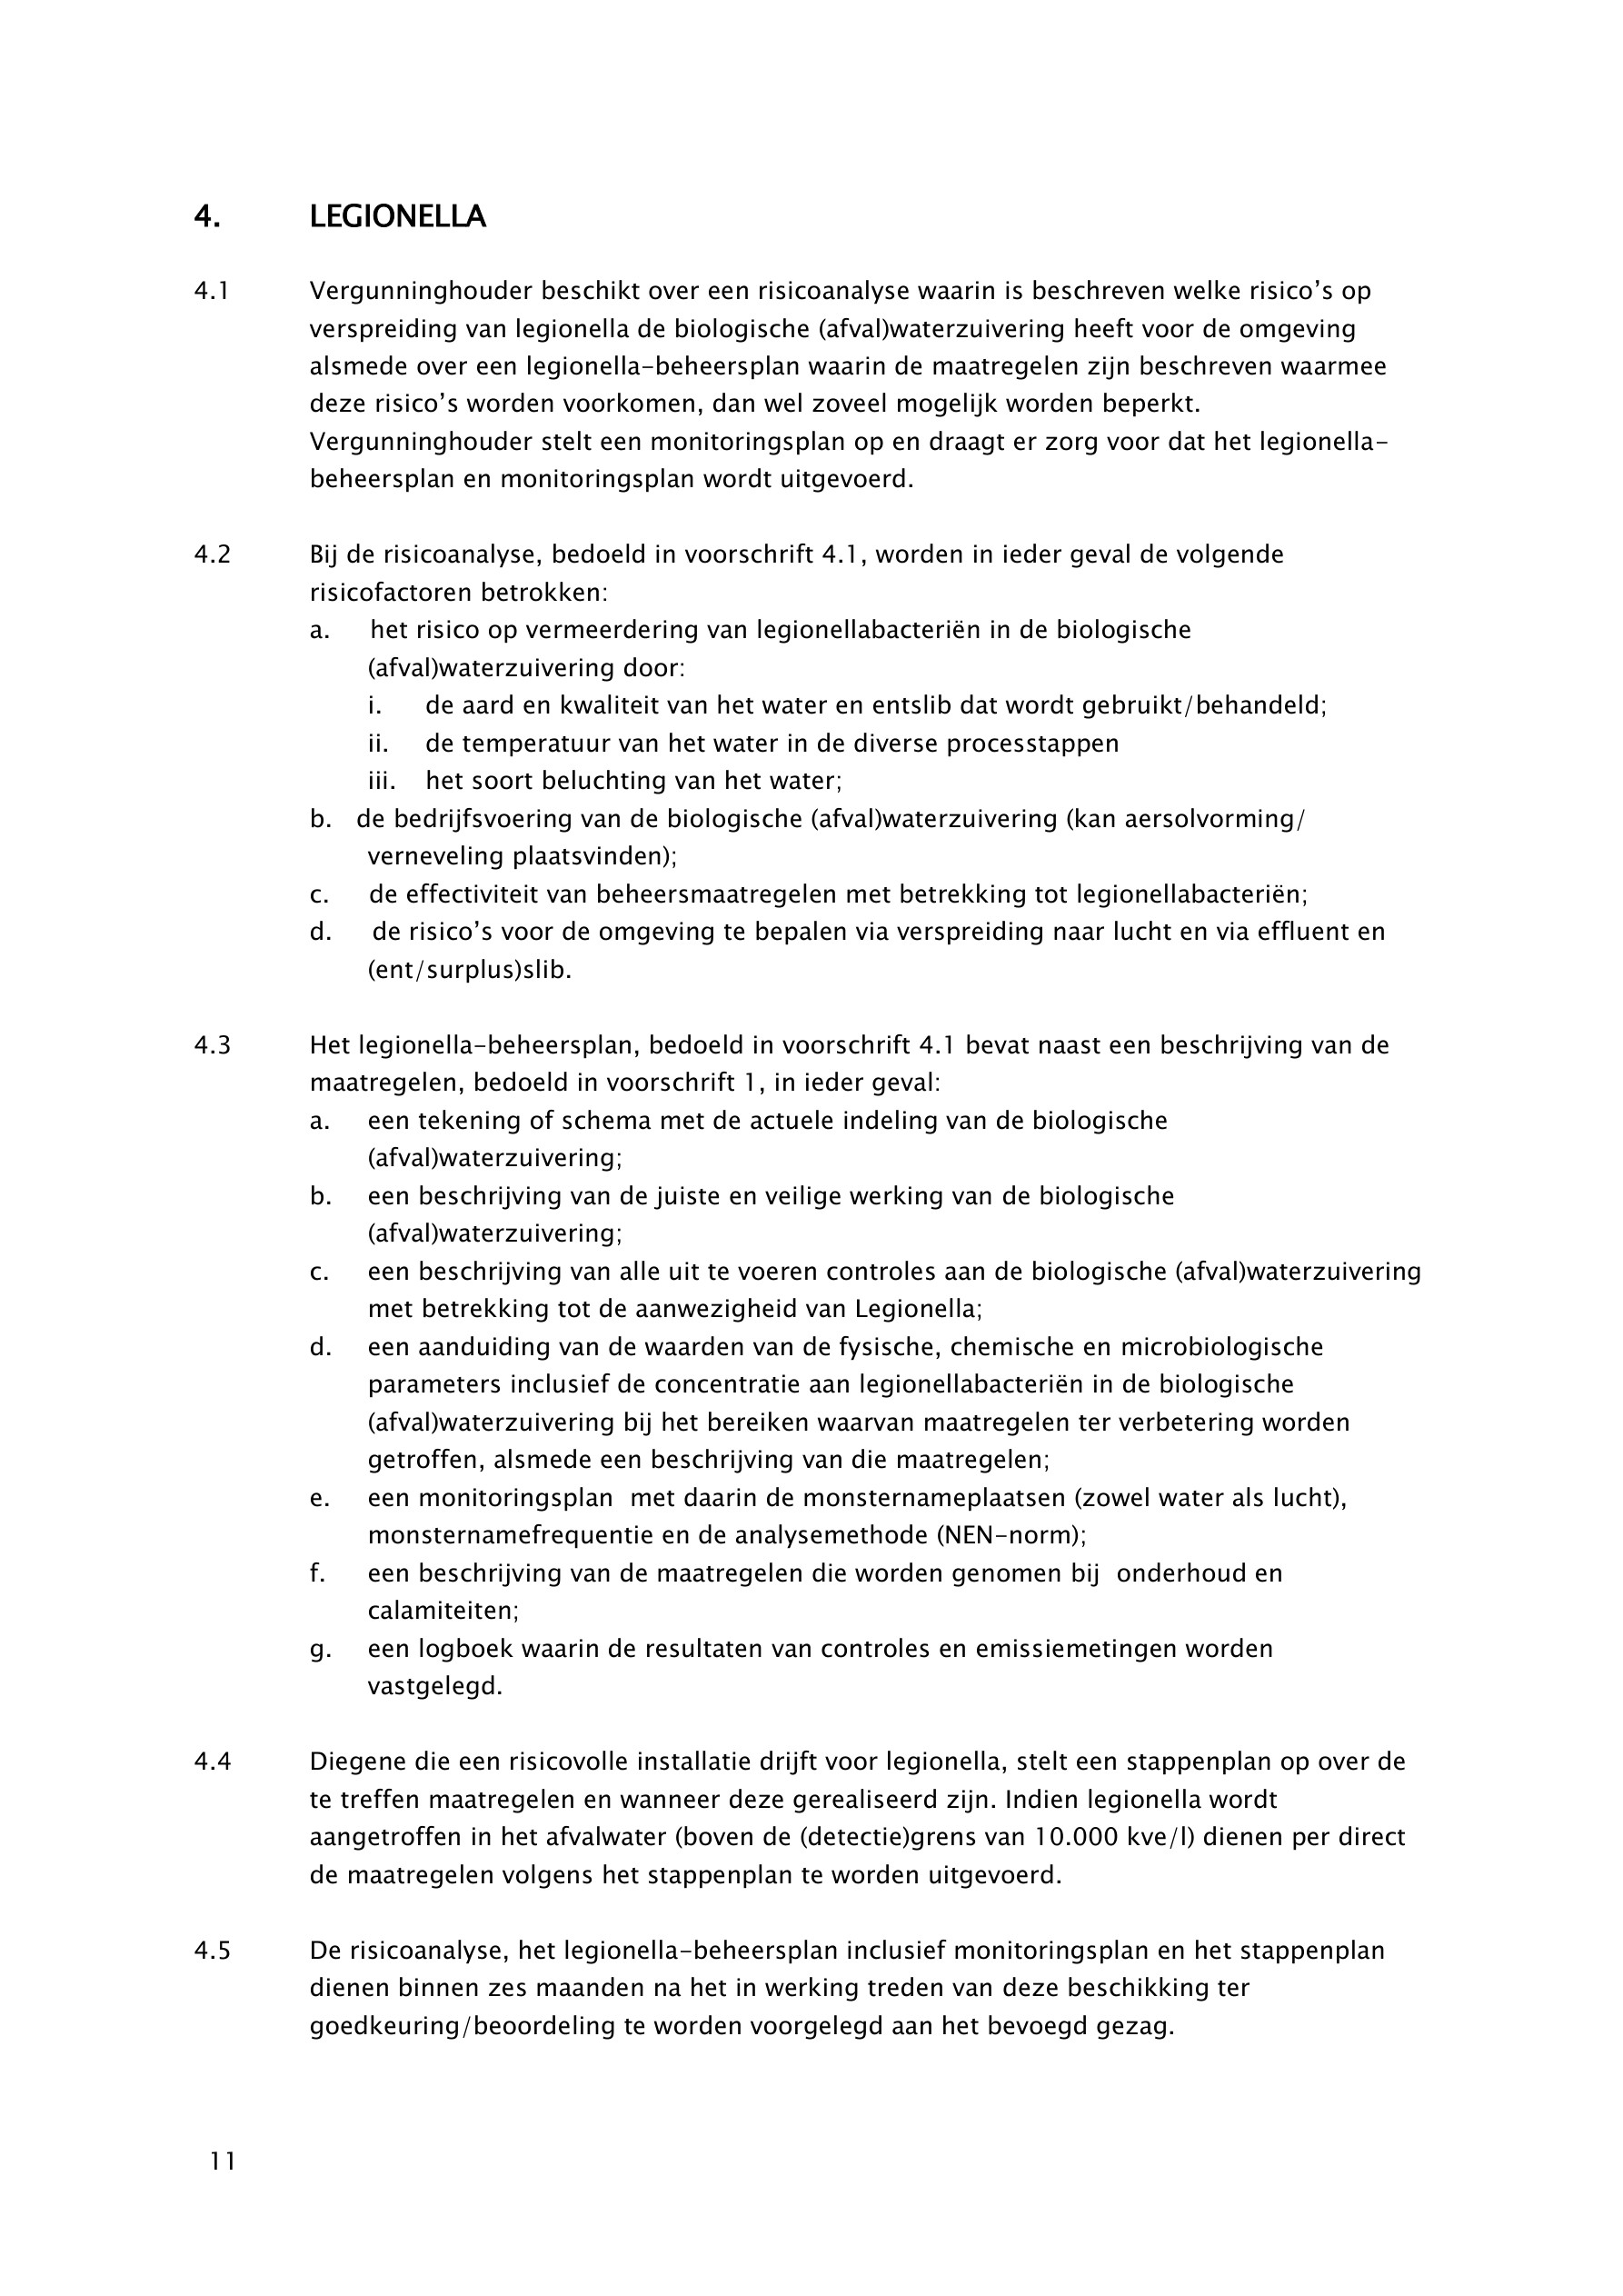 4. LEGIONELLA
4.1 Vergunninghouder beschikt over een risicoanalyse waarin is beschreven welke risico’s op
verspreiding van legionella de biologische (afval)waterzuivering heeft voor de omgeving
alsmede over een legionella-beheersplan waarin de maatregelen zijn beschreven waarmee
deze risico’s worden voorkomen, dan wel zoveel mogelijk worden beperkt.
Vergunninghouder stelt een monitoringsplan op en draagt er zorg voor dat het legionella-
beheersplan en monitoringsplan wordt uitgevoerd.
4.2 Bij de risicoanalyse, bedoeld in voorschrift 4.1, worden in ieder geval de volgende
risicofactoren betrokken:
a. het risico op vermeerdering van legionellabacteriën in de biologische
(afval)waterzuivering door:
i. de aard en kwaliteit van het water en entslib dat wordt gebruikt/behandeld;
ii. de temperatuur van het water in de diverse processtappen
iii. het soort beluchting van het water;
b. de bedrijfsvoering van de biologische (afval)waterzuivering (kan aersolvorming/
verneveling plaatsvinden);
c. de effectiviteit van beheersmaatregelen met betrekking tot legionellabacteriën;
d. de risico’s voor de omgeving te bepalen via verspreiding naar lucht en via effluent en
(ent/surplus)slib.
4.3 Het legionella-beheersplan, bedoeld in voorschrift 4.1 bevat naast een beschrijving van de
maatregelen, bedoeld in voorschrift 1, in ieder geval:
a. een tekening of schema met de actuele indeling van de biologische
(afval)waterzuivering;
b. een beschrijving van de juiste en veilige werking van de biologische
(afval)waterzuivering;
c. een beschrijving van alle uit te voeren controles aan de biologische (afval)waterzuivering
met betrekking tot de aanwezigheid van Legionella;
d. een aanduiding van de waarden van de fysische, chemische en microbiologische
parameters inclusief de concentratie aan legionellabacteriën in de biologische
(afval)waterzuivering bij het bereiken waarvan maatregelen ter verbetering worden
getroffen, alsmede een beschrijving van die maatregelen;
e. een monitoringsplan met daarin de monsternameplaatsen (zowel water als lucht),
monsternamefrequentie en de analysemethode (NEN-norm);
f. een beschrijving van de maatregelen die worden genomen bij onderhoud en
calamiteiten;
g. een logboek waarin de resultaten van controles en emissiemetingen worden
vastgelegd.
4.4 Diegene die een risicovolle installatie drijft voor legionella, stelt een stappenplan op over de
te treffen maatregelen en wanneer deze gerealiseerd zijn. Indien legionella wordt
aangetroffen in het afvalwater (boven de (detectie)grens van 10.000 kve/l) dienen per direct
de maatregelen volgens het stappenplan te worden uitgevoerd.
4.5 De risicoanalyse, het legionella-beheersplan inclusief monitoringsplan en het stappenplan
dienen binnen zes maanden na het in werking treden van deze beschikking ter
goedkeuring/beoordeling te worden voorgelegd aan het bevoegd gezag.
11